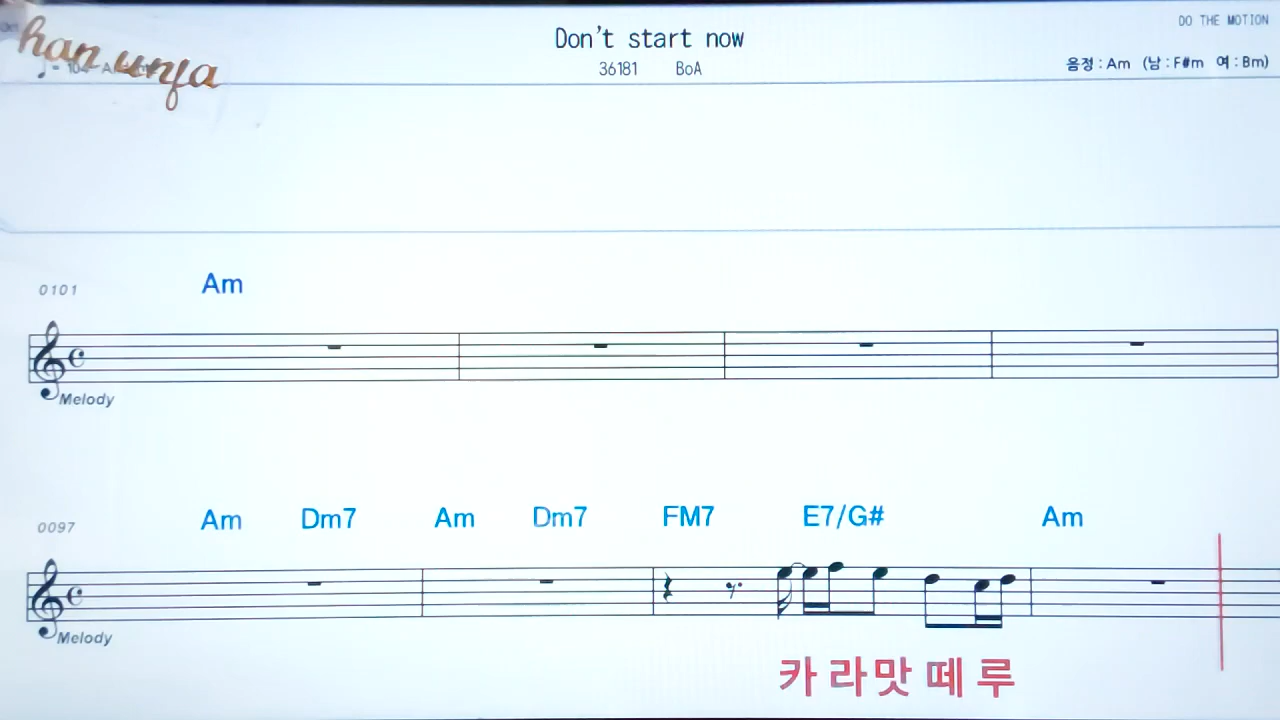 DO THE MOTION
Don't start now
han unfa
36181 BoA
음정 : Am (남 : F#m 여 : Bm)
0101 Am
Melody
0097 Am Dm7 Am Dm7 FM7 E7/G# Am
Melody
카 라 맛 떼 루